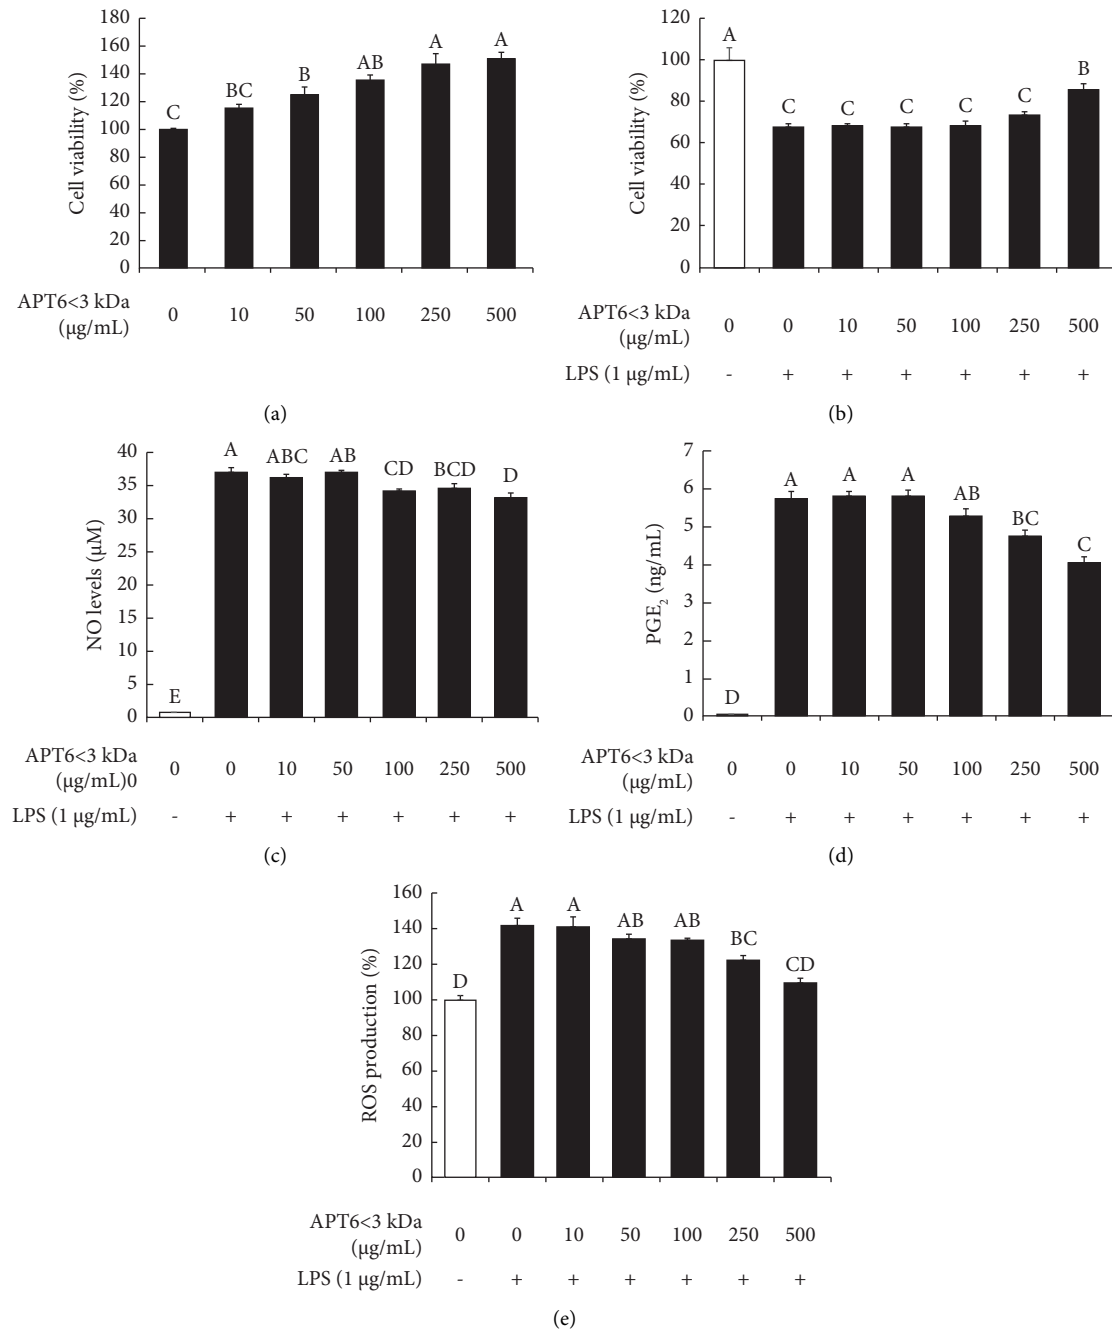 180
160
140
120
100
80
60
40
20
0
Cell viability (%)
C
BC
B
AB
A
A
APT6<3 kDa
(μg/mL)
0 10 50 100 250 500
(a)
120
100
80
60
40
20
0
Cell viability (%)
A
C
C
C
C
C
B
APT6<3 kDa
(μg/mL)
0 0 10 50 100 250 500
LPS (1 μg/mL) - + + + + + +
(b)
40
35
30
25
20
15
10
5
0
NO levels (μM)
E
A
ABC
AB
CD
BCD
D
APT6<3 kDa
(μg/mL)0
0 0 10 50 100 250 500
LPS (1 μg/mL) - + + + + + +
(c)
7
6
5
4
3
2
1
0
PGE2 (ng/mL)
D
A
A
A
AB
BC
C
APT6<3 kDa
(μg/mL)
0 0 10 50 100 250 500
LPS (1 μg/mL) - + + + + + +
(d)
160
140
120
100
80
60
40
20
0
ROS production (%)
D
A
A
AB
AB
BC
CD
APT6<3 kDa
(μg/mL)
0 0 10 50 100 250 500
LPS (1 μg/mL) - + + + + + +
(e)